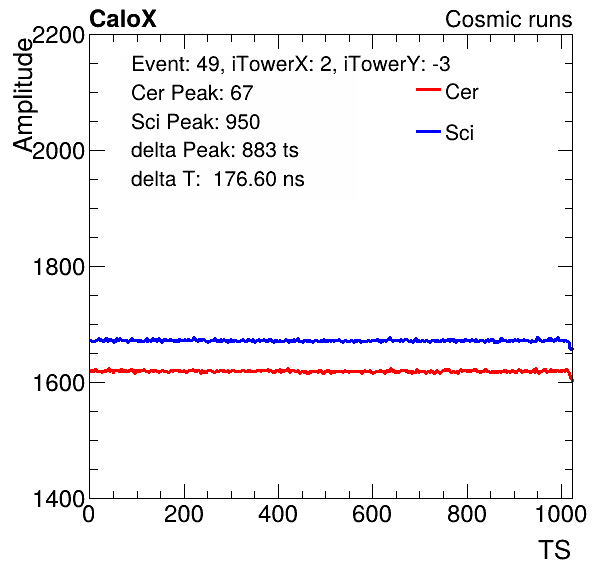 CaloX Cosmic runs
Amplitude
Event: 49, iTowerX: 2, iTowerY: -3
Cer Peak: 67
Sci Peak: 950
delta Peak: 883 ts
delta T:  176.60 ns
Cer
Sci
2200
2000
1800
1600
1400
0 200 400 600 800 1000
TS